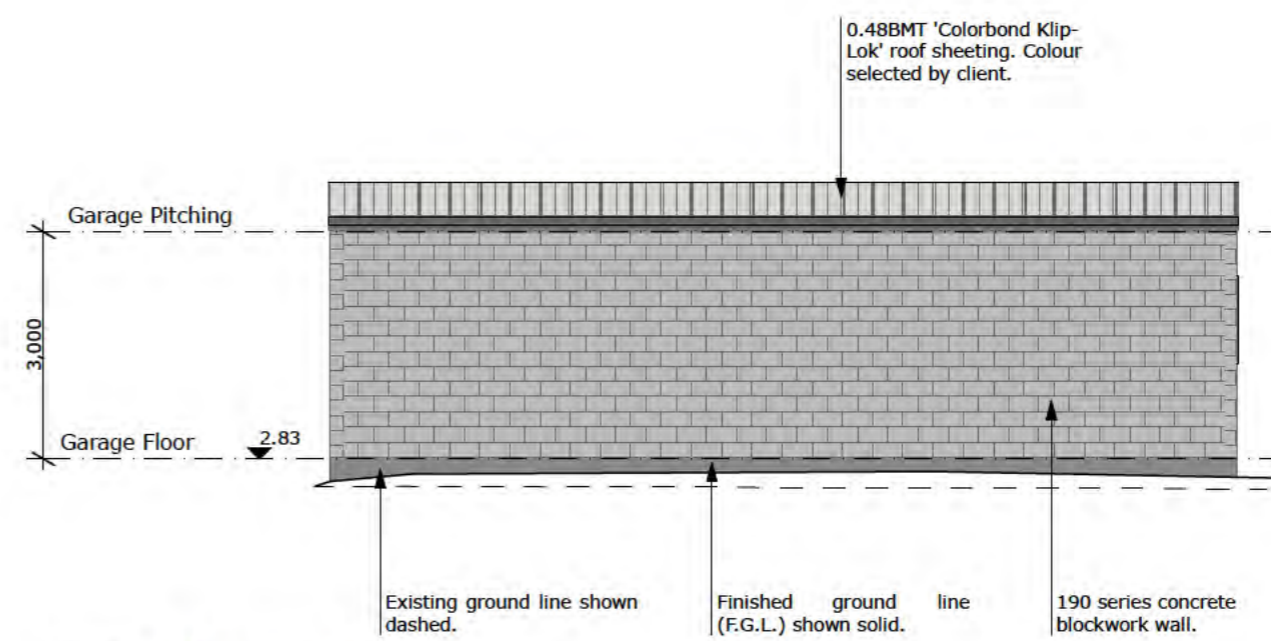 0.48BMT 'Colorbond Klip-
Lok' roof sheeting. Colour
selected by client.
Garage Pitching
3,000
Garage Floor
2.83
Existing ground line shown
dashed.
Finished ground line
(F.G.L.) shown solid.
190 series concrete
blockwork wall.